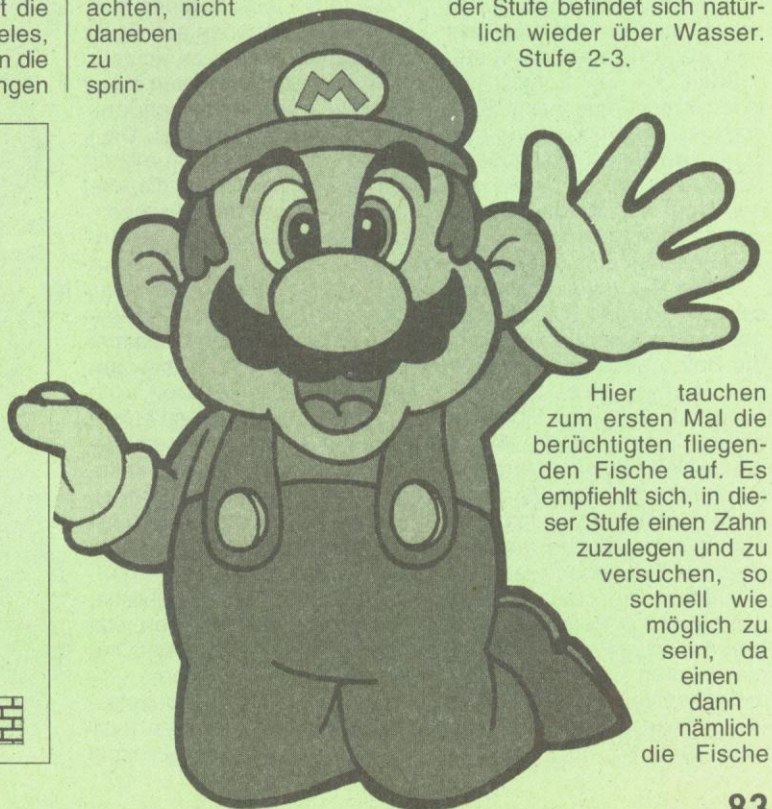 t die
eles,
n die
ngen
achten, nicht
daneben
zu
sprin-
der Stufe befindet sich natür-
lich wieder über Wasser.
Stufe 2-3.
M
Hier tauchen
zum ersten Mal die
berüchtigten fliegen-
den Fische auf. Es
empfiehlt sich, in die-
ser Stufe einen Zahn
zuzulegen und zu
versuchen, so
schnell wie
möglich zu
sein, da
einen
dann
nämlich
die Fische